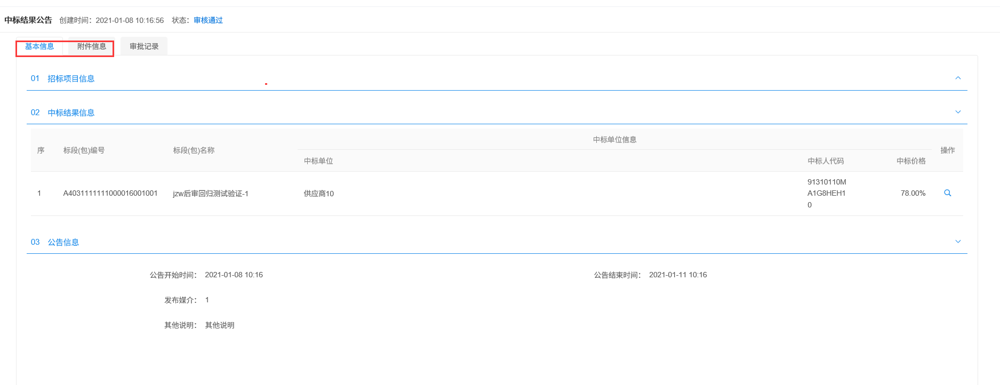 中标结果公告 创建时间：2021-01-08 10:16:56 状态：审核通过
基本信息 附件信息 审批记录
01 招标项目信息
02 中标结果信息
序 标段(包)编号 标段(包)名称 中标单位信息 操作
中标单位 中标人代码 中标价格
1 A4031111111000016001001 jzw后审回归测试验证-1 供应商10 91310110M 78.00%
A1G8HEH1
0
03 公告信息
公告开始时间： 2021-01-08 10:16 公告结束时间： 2021-01-11 10:16
发布媒介： 1
其他说明： 其他说明